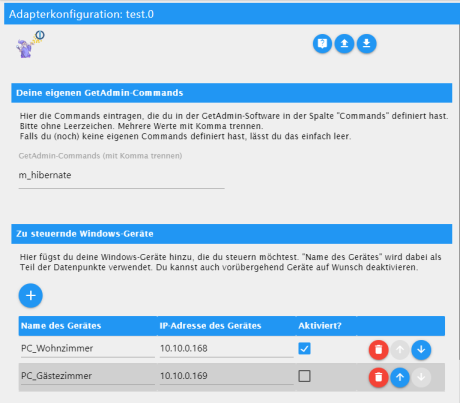 Adapterkonfiguration: test.0
Deine eigenen GetAdmin-Commands
Hier die Commands eintragen, die du in der GetAdmin-Software in der Spalte "Commands" definiert hast.
Bitte ohne Leerzeichen. Mehrere Werte mit Komma trennen.
Falls du (noch) keine eigenen Commands definiert hast, lässt du das einfach leer.
GetAdmin-Commands (mit Komma trennen)
m_hibernate
Zu steuernde Windows-Geräte
Hier fügst du deine Windows-Geräte hinzu, die du steuern möchtest. "Name des Gerätes" wird dabei als
Teil der Datenpunkte verwendet. Du kannst auch vorübergehend Geräte auf Wunsch deaktivieren.
Name des Gerätes IP-Adresse des Gerätes Aktiviert?
PC_Wohnzimmer 10.10.0.168
PC_Gästezimmer 10.10.0.169